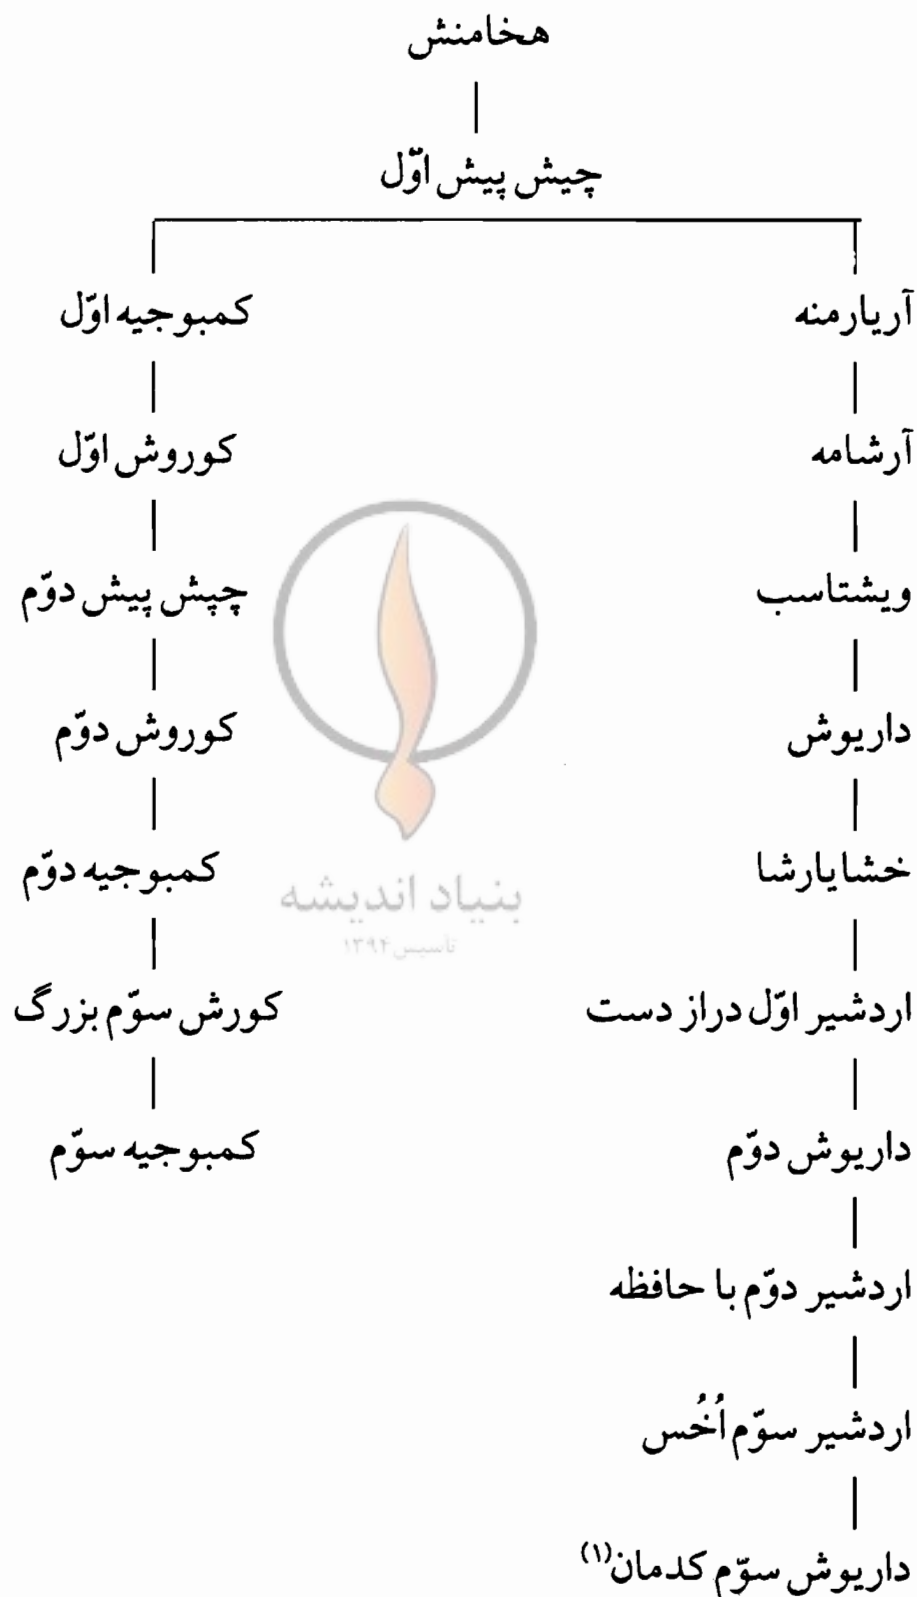 هخامنش
چیش پیش اوّل
آریارمنه
کمبوجیه اوّل
آرشامه
کوروش اوّل
ویشتاسب
چپش پیش دوّم
داریوش
کوروش دوّم
خشایارشا
کمبوجیه دوّم
بنیاد اندیشه
تاسیس ۱۳۹۴
اردشیر اوّل دراز دست
کورش سوّم بزرگ
داریوش دوّم
کمبوجیه سوّم
اردشیر دوّم با حافظه
اردشیر سوّم اُخُس
داریوش سوّم کدمان(۱)